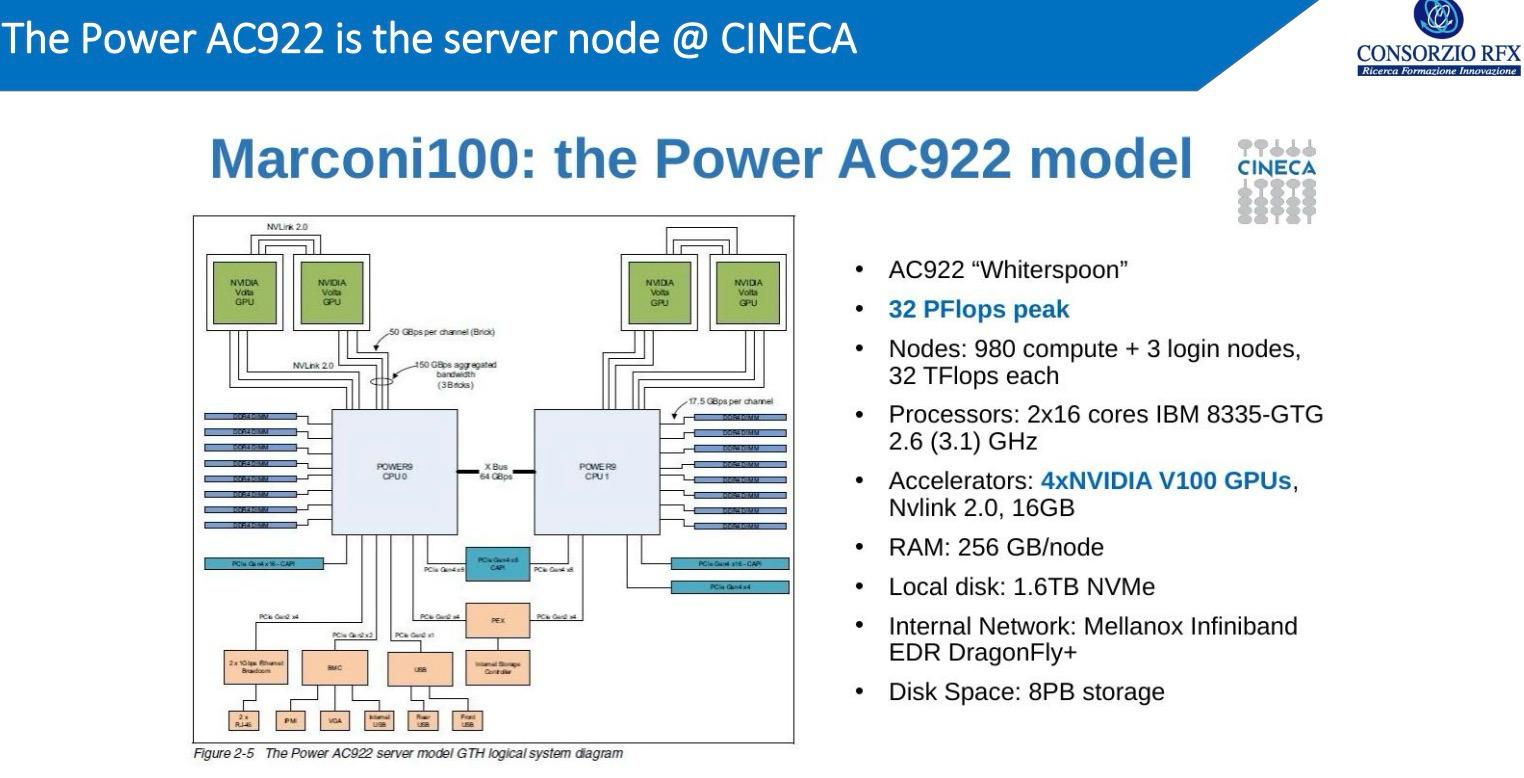 The Power AC922 is the server node @ CINECA
CONSORZIO RFX
Ricerca Formazione Innovazione
Marconi100: the Power AC922 model
CINECA
NVLink 2.0
NVIDIA Volta GPU
NVIDIA Volta GPU
NVIDIA Volta GPU
NVIDIA Volta GPU
50 GBps per channel (Brick)
NVLink 2.0
150 GBps aggregated
bandwidth
(3 Bricks)
17.5 GBps per channel
DDR4 DIMM
DDR4 DIMM
DDR4 DIMM
DDR4 DIMM
DDR4 DIMM
DDR4 DIMM
DDR4 DIMM
DDR4 DIMM
POWER9
CPU 0
X Bus
64 GBps
POWER9
CPU 1
DDR4 DIMM
DDR4 DIMM
DDR4 DIMM
DDR4 DIMM
DDR4 DIMM
DDR4 DIMM
DDR4 DIMM
DDR4 DIMM
PCIe Gen4 x16 - CAPI
PCIe Gen4 x8
PCIe Gen4 x8
CAPI
PCIe Gen4 x8
PCIe Gen4 x16 - CAPI
PCIe Gen4 x4
PCIe Gen2 x4
PCIe Gen2 x2
PCIe Gen2 x1
PCIe Gen2 x4
PEX
PCIe Gen2 x4
2 x 1Gbps Ethernet
Broadcom
BMC
USB
Internal Storage
Controller
2 x
RJ-45
IPMI
VGA
Internal
USB
Rear
USB
Front
USB
Figure 2-5 The Power AC922 server model GTH logical system diagram
• AC922 “Whiterspoon”
• 32 PFlops peak
• Nodes: 980 compute + 3 login nodes,
32 TFlops each
• Processors: 2x16 cores IBM 8335-GTG
2.6 (3.1) GHz
• Accelerators: 4xNVIDIA V100 GPUs,
Nvlink 2.0, 16GB
• RAM: 256 GB/node
• Local disk: 1.6TB NVMe
• Internal Network: Mellanox Infiniband
EDR DragonFly+
• Disk Space: 8PB storage